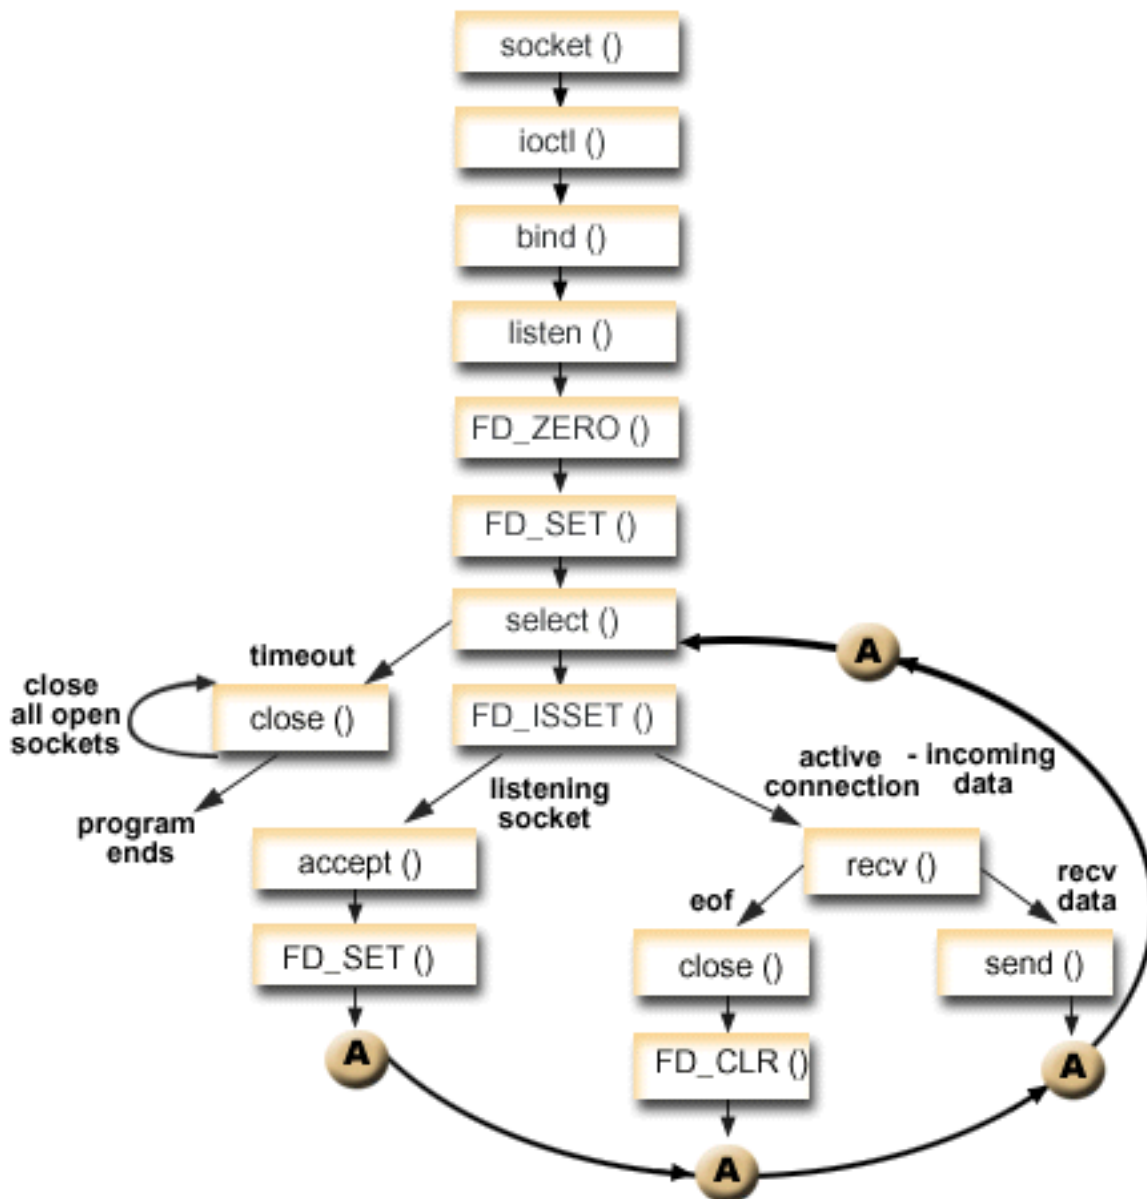 socket ()
ioctl ()
bind ()
listen ()
FD_ZERO ()
FD_SET ()
select ()
A
timeout
close
all open
sockets
close ()
FD_ISSET ()
program
ends
listening
socket
active
connection
- incoming
data
accept ()
recv ()
FD_SET ()
eof
recv
data
close ()
send ()
A
FD_CLR ()
A
A